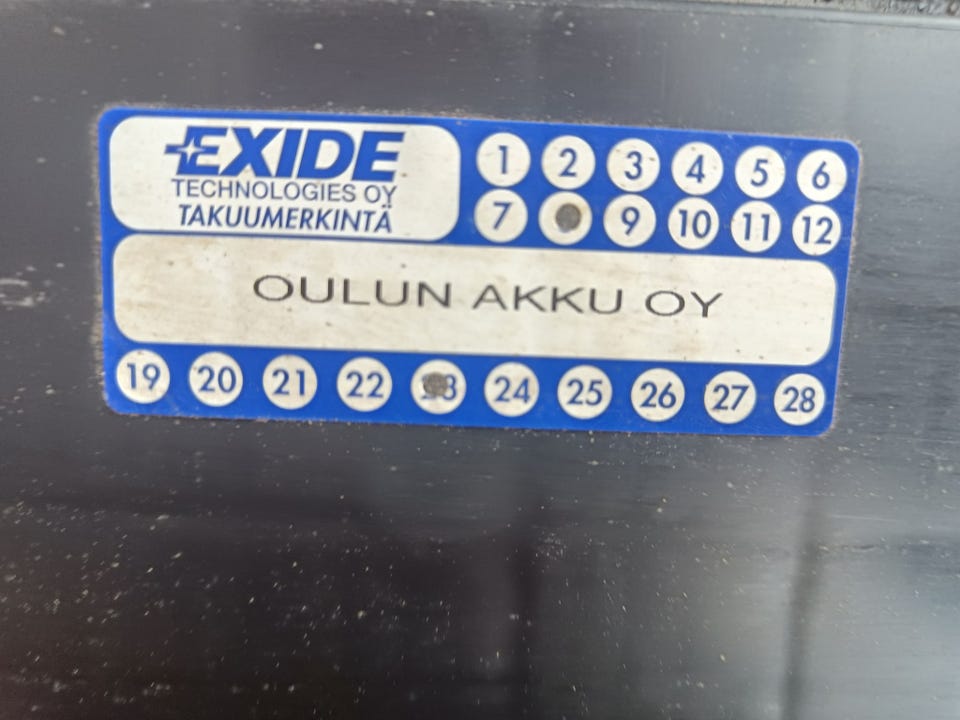 EXIDE
TECHNOLOGIES OY
TAKUUMERKINTÄ
1 2 3 4 5 6
7 9 10 11 12
OULUN AKKU OY
19 20 21 22 24 25 26 27 28